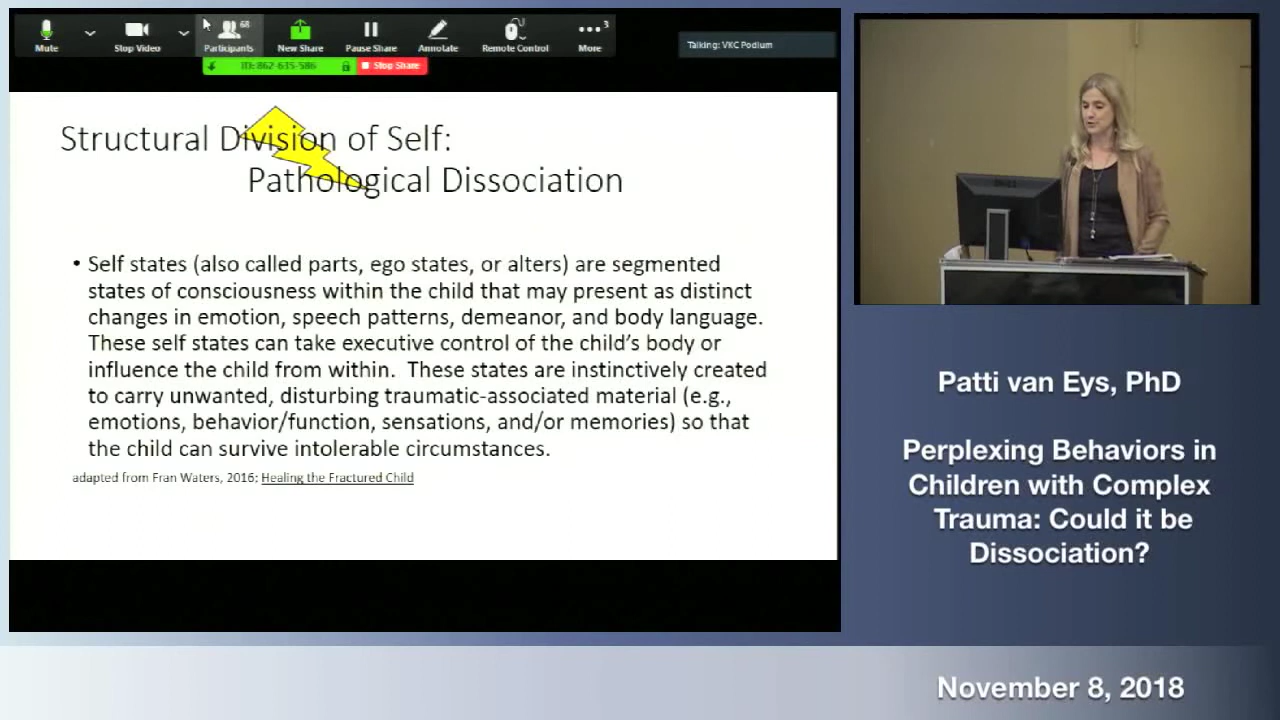 Mute
Stop Video
Participants
68
New Share
Pause Share
Annotate
Remote Control
More
3
Talking: VKC Podium
ID: 862-635-586
Stop Share
Structural Division of Self:
Pathological Dissociation
• Self states (also called parts, ego states, or alters) are segmented
states of consciousness within the child that may present as distinct
changes in emotion, speech patterns, demeanor, and body language.
These self states can take executive control of the child's body or
influence the child from within.  These states are instinctively created
to carry unwanted, disturbing traumatic-associated material (e.g.,
emotions, behavior/function, sensations, and/or memories) so that
the child can survive intolerable circumstances.
adapted from Fran Waters, 2016; Healing the Fractured Child
Patti van Eys, PhD
Perplexing Behaviors in
Children with Complex
Trauma: Could it be
Dissociation?
November 8, 2018